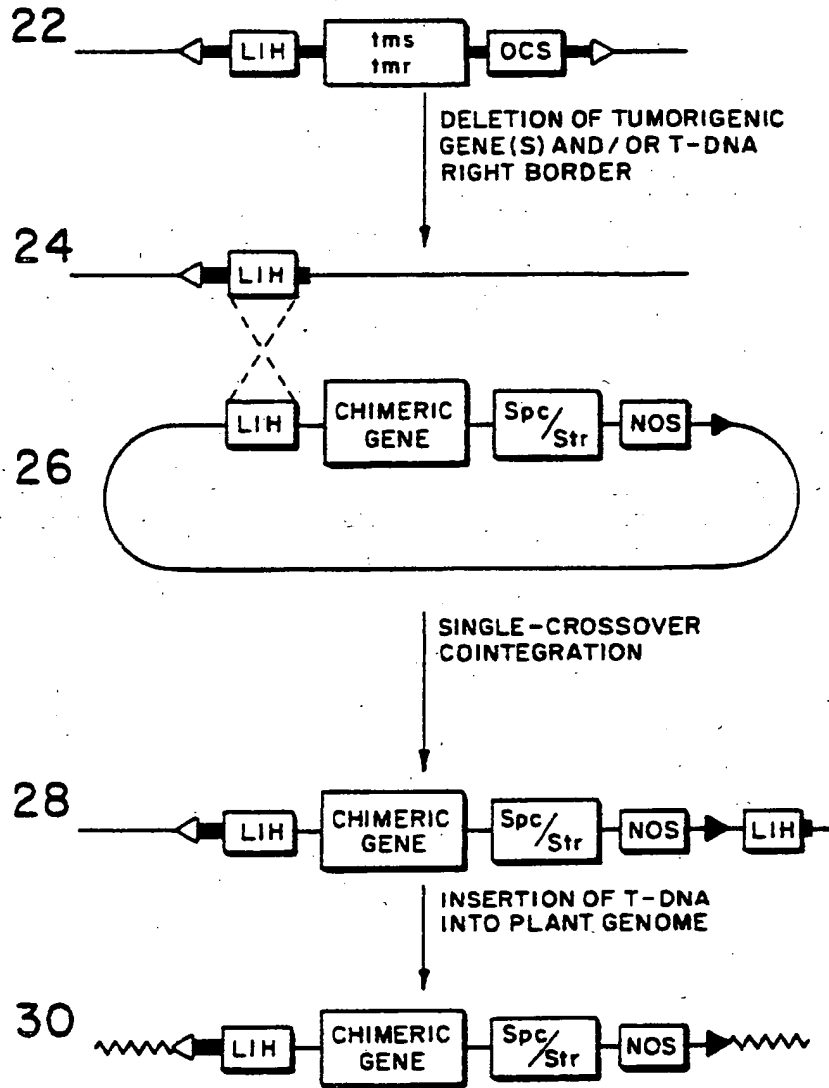 22
LIH
tms
tmr
OCS
DELETION OF TUMORIGENIC
GENE(S) AND/OR T-DNA
RIGHT BORDER
24
LIH
26
LIH
CHIMERIC
GENE
Spc/
Str
NOS
SINGLE-CROSSOVER
COINTEGRATION
28
LIH
CHIMERIC
GENE
Spc/
Str
NOS
LIH
INSERTION OF T-DNA
INTO PLANT GENOME
30
LIH
CHIMERIC
GENE
Spc/
Str
NOS